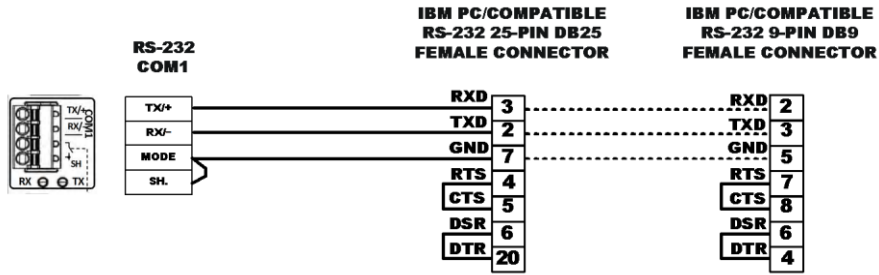 IBM PC/COMPATIBLE
RS-232 25-PIN DB25
FEMALE CONNECTOR
IBM PC/COMPATIBLE
RS-232 9-PIN DB9
FEMALE CONNECTOR
RS-232
COM1
TX/+
RX/-
SH
COM1
RX
TX
TX/+
RX/–
MODE
SH.
RXD 3
TXD 2
GND 7
RTS 4
CTS 5
DSR 6
DTR 20
RXD 2
TXD 3
GND 5
RTS 7
CTS 8
DSR 6
DTR 4